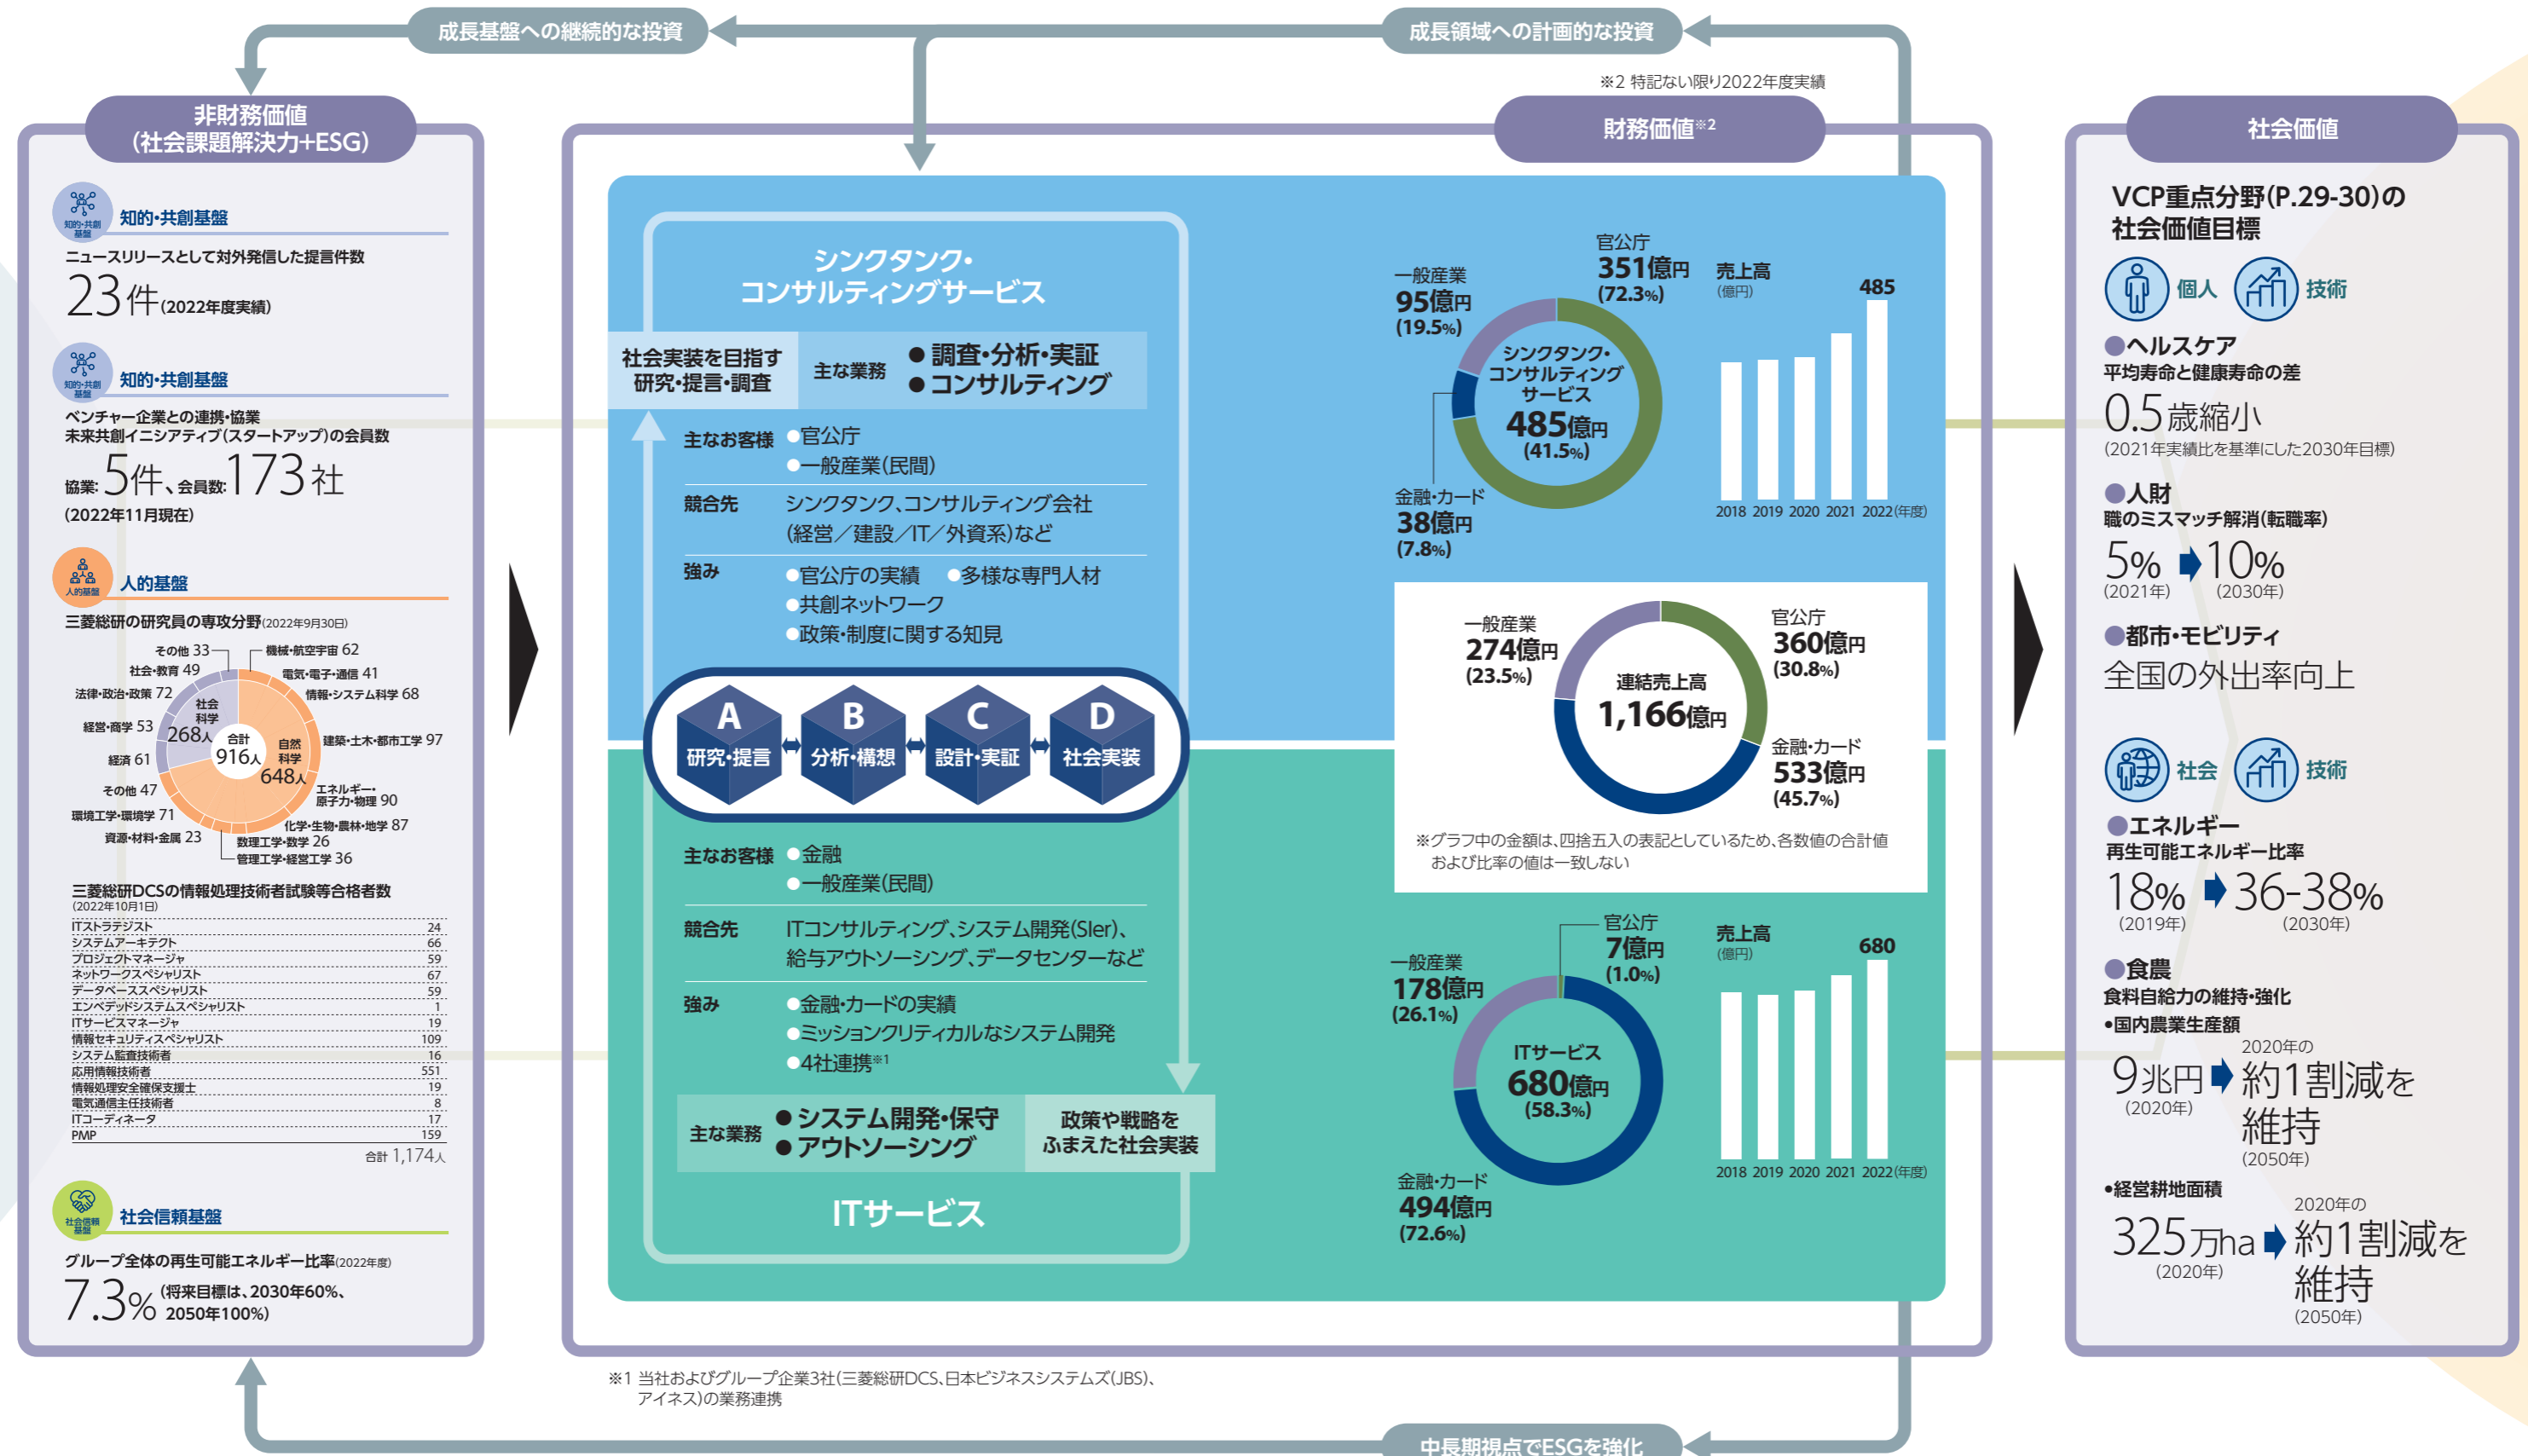 成長基盤への継続的な投資
成長領域への計画的な投資
※2 特記ない限り2022年度実績
非財務価値
(社会課題解決力+ESG)
知的・共創
基盤
知的・共創基盤
ニュースリリースとして対外発信した提言件数
23件(2022年度実績)
知的・共創
基盤
知的・共創基盤
ベンチャー企業との連携・協業
未来共創イニシアティブ(スタートアップ)の会員数
協業:5件、会員数:173社
(2022年11月現在)
人的基盤
人的基盤
三菱総研の研究員の専攻分野(2022年9月30日)
その他 33
機械・航空宇宙 62
社会・教育 49
電気・電子・通信 41
法律・政治・政策 72
情報・システム科学 68
社会
科学
268人
経営・商学 53
合計
916人
自然
科学
648人
建築・土木・都市工学 97
経済 61
その他 47
エネルギー・
原子力・物理 90
環境工学・環境学 71
化学・生物・農林・地学 87
資源・材料・金属 23
数理工学・数学 26
管理工学・経営工学 36
三菱総研DCSの情報処理技術者試験等合格者数
(2022年10月1日)
ITストラテジスト 24
システムアーキテクト 66
プロジェクトマネージャ 59
ネットワークスペシャリスト 67
データベーススペシャリスト 59
エンベデッドシステムスペシャリスト 1
ITサービスマネージャ 19
情報セキュリティスペシャリスト 109
システム監査技術者 16
応用情報技術者 551
情報処理安全確保支援士 19
電気通信主任技術者 8
ITコーディネータ 17
PMP 159
合計 1,174人
社会信頼
基盤
社会信頼基盤
グループ全体の再生可能エネルギー比率(2022年度)
7.3%(将来目標は、2030年60%、
2050年100%)
財務価値※2
シンクタンク・
コンサルティングサービス
社会実装を目指す
研究・提言・調査
主な業務
●調査・分析・実証
●コンサルティング
主なお客様 ●官公庁
●一般産業(民間)
競合先 シンクタンク、コンサルティング会社
(経営/建設/IT/外資系)など
強み ●官公庁の実績 ●多様な専門人材
●共創ネットワーク
●政策・制度に関する知見
A
研究・提言
B
分析・構想
C
設計・実証
D
社会実装
主なお客様 ●金融
●一般産業(民間)
競合先 ITコンサルティング、システム開発(SIer)、
給与アウトソーシング、データセンターなど
強み ●金融・カードの実績
●ミッションクリティカルなシステム開発
●4社連携※1
主な業務
●システム開発・保守
●アウトソーシング
政策や戦略を
ふまえた社会実装
ITサービス
官公庁
351億円
(72.3%)
一般産業
95億円
(19.5%)
シンクタンク・
コンサルティング
サービス
485億円
(41.5%)
金融・カード
38億円
(7.8%)
売上高
(億円)
485
2018 2019 2020 2021 2022(年度)
一般産業
274億円
(23.5%)
官公庁
360億円
(30.8%)
連結売上高
1,166億円
金融・カード
533億円
(45.7%)
※グラフ中の金額は、四捨五入の表記としているため、各数値の合計値
および比率の値は一致しない
官公庁
7億円
(1.0%)
一般産業
178億円
(26.1%)
ITサービス
680億円
(58.3%)
金融・カード
494億円
(72.6%)
売上高
(億円)
680
2018 2019 2020 2021 2022(年度)
※1 当社およびグループ企業3社(三菱総研DCS、日本ビジネスシステムズ(JBS)、
アイネス)の業務連携
中長期視点でESGを強化
社会価値
VCP重点分野(P.29-30)の
社会価値目標
個人 技術
●ヘルスケア
平均寿命と健康寿命の差
0.5歳縮小
(2021年実績比を基準にした2030年目標)
●人財
職のミスマッチ解消(転職率)
5% 10%
(2021年) (2030年)
●都市・モビリティ
全国の外出率向上
社会 技術
●エネルギー
再生可能エネルギー比率
18% 36-38%
(2019年) (2030年)
●食農
食料自給力の維持・強化
•国内農業生産額
9兆円
(2020年)
2020年の
約1割減を
維持
(2050年)
•経営耕地面積
325万ha
(2020年)
2020年の
約1割減を
維持
(2050年)